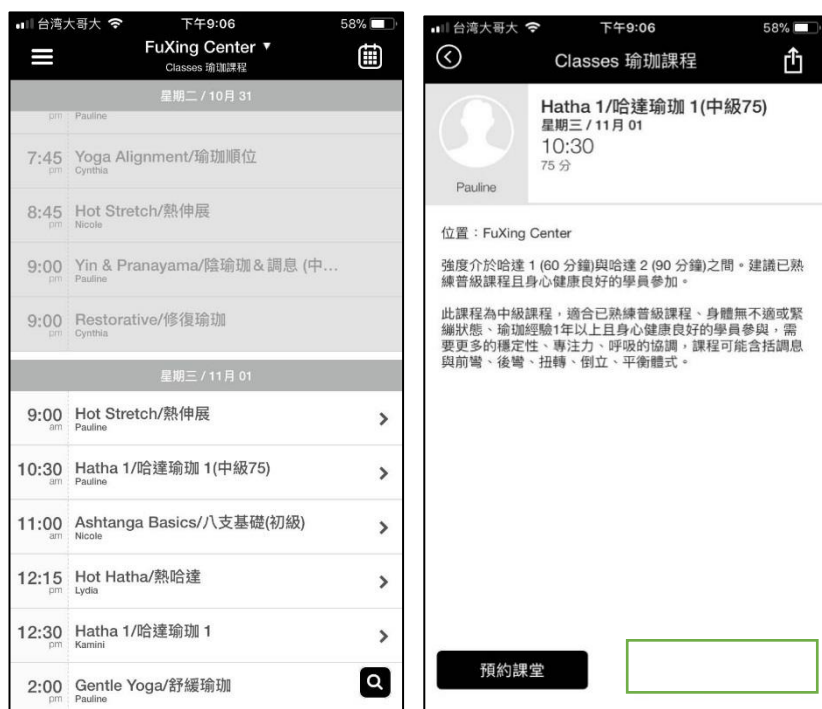 台湾大哥大
下午9:06
58%
FuXing Center ▼
Classes 瑜珈課程
星期二 / 10月 31
pm Pauline
7:45 Yoga Alignment/瑜珈順位
pm Cynthia
8:45 Hot Stretch/熱伸展
pm Nicole
9:00 Yin & Pranayama/陰瑜珈＆調息 (中…
pm Pauline
9:00 Restorative/修復瑜珈
pm Cynthia
星期三 / 11月 01
9:00 Hot Stretch/熱伸展
am Pauline
10:30 Hatha 1/哈達瑜珈 1(中級75)
am Pauline
11:00 Ashtanga Basics/八支基礎(初級)
am Nicole
12:15 Hot Hatha/熱哈達
pm Lydia
12:30 Hatha 1/哈達瑜珈 1
pm Kamini
2:00 Gentle Yoga/舒緩瑜珈
pm Pauline
台湾大哥大
下午9:06
58%
Classes 瑜珈課程
Hatha 1/哈達瑜珈 1(中級75)
星期三 / 11月 01
10:30
75 分
Pauline
位置：FuXing Center
強度介於哈達 1 (60 分鐘)與哈達 2 (90 分鐘)之間。建議已熟
練普級課程且身心健康良好的學員參加。
此課程為中級課程，適合已熟練普級課程、身體無不適或緊
繃狀態、瑜珈經驗1年以上且身心健康良好的學員參與，需
要更多的穩定性、專注力、呼吸的協調，課程可能含括調息
與前彎、後彎、扭轉、倒立、平衡體式。
預約課堂